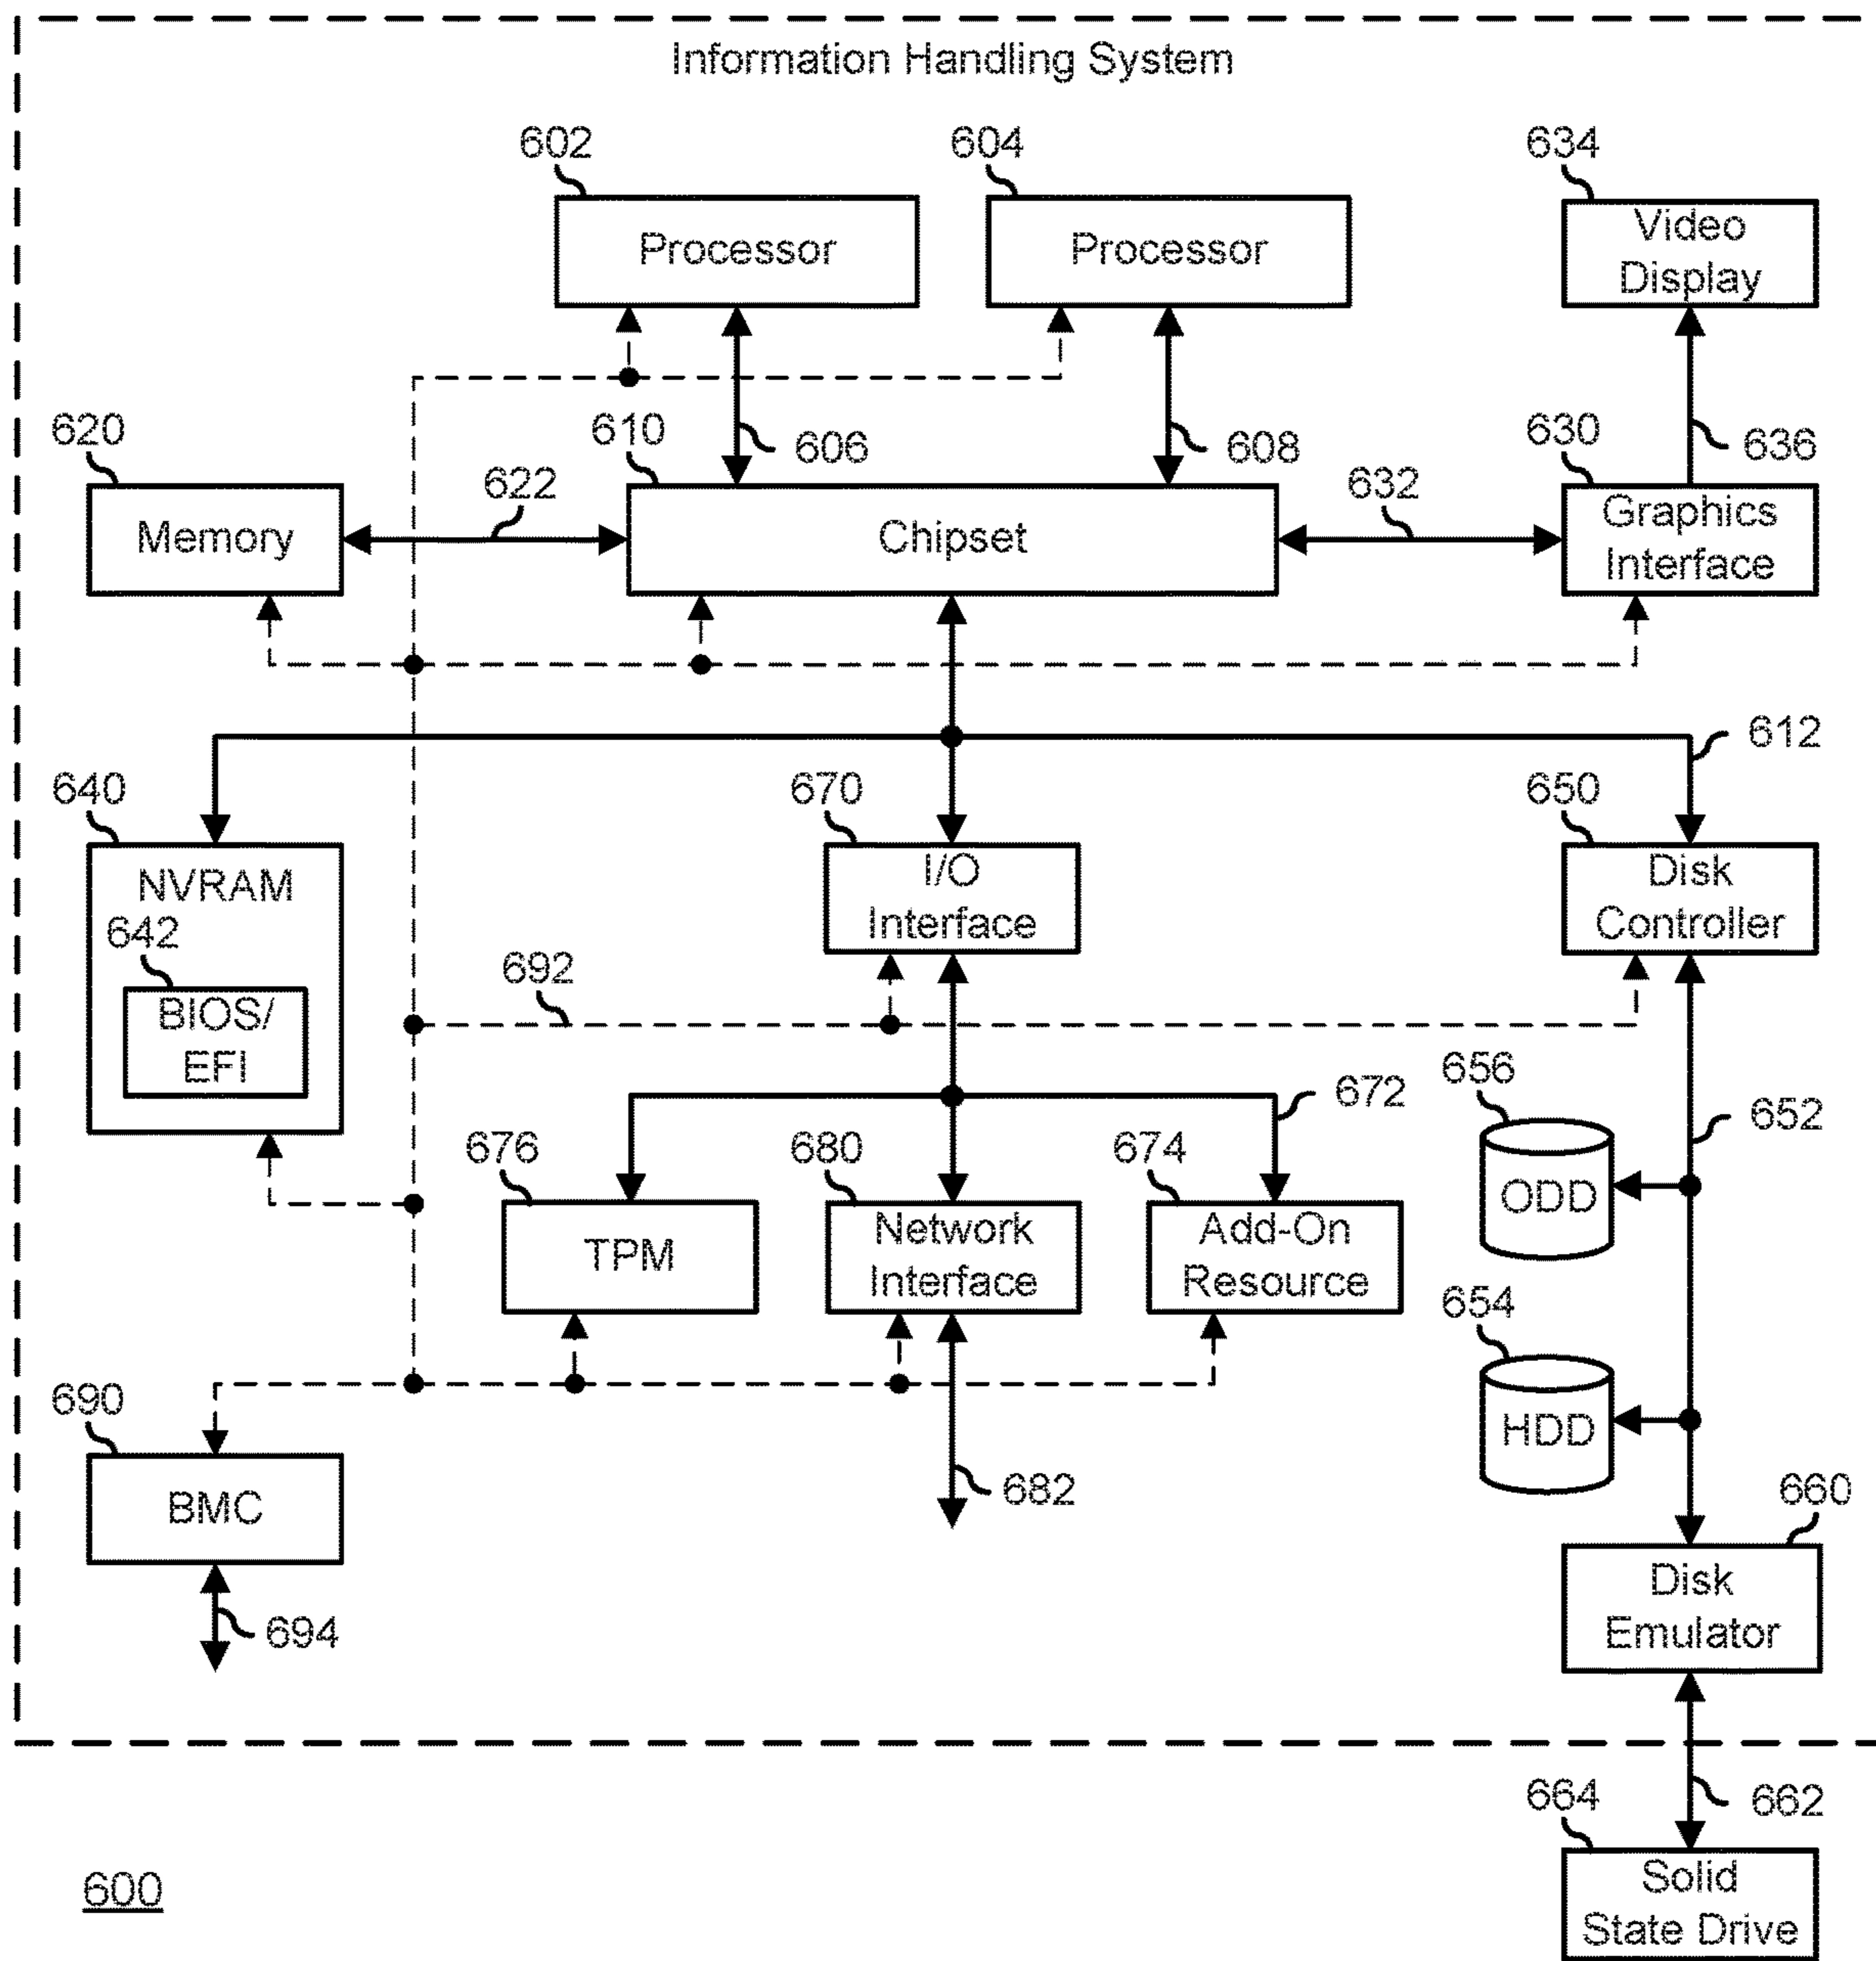 Information Handling System
602
604
634
Processor
Processor
Video
Display
620
610
606
608
630
636
622
632
Memory
Chipset
Graphics
Interface
612
640
670
650
NVRAM
I/O
Interface
Disk
Controller
642
BIOS/
EFI
692
656
672
652
676
680
674
ODD
TPM
Network
Interface
Add-On
Resource
654
690
HDD
682
660
BMC
694
Disk
Emulator
664
662
600
Solid
State Drive